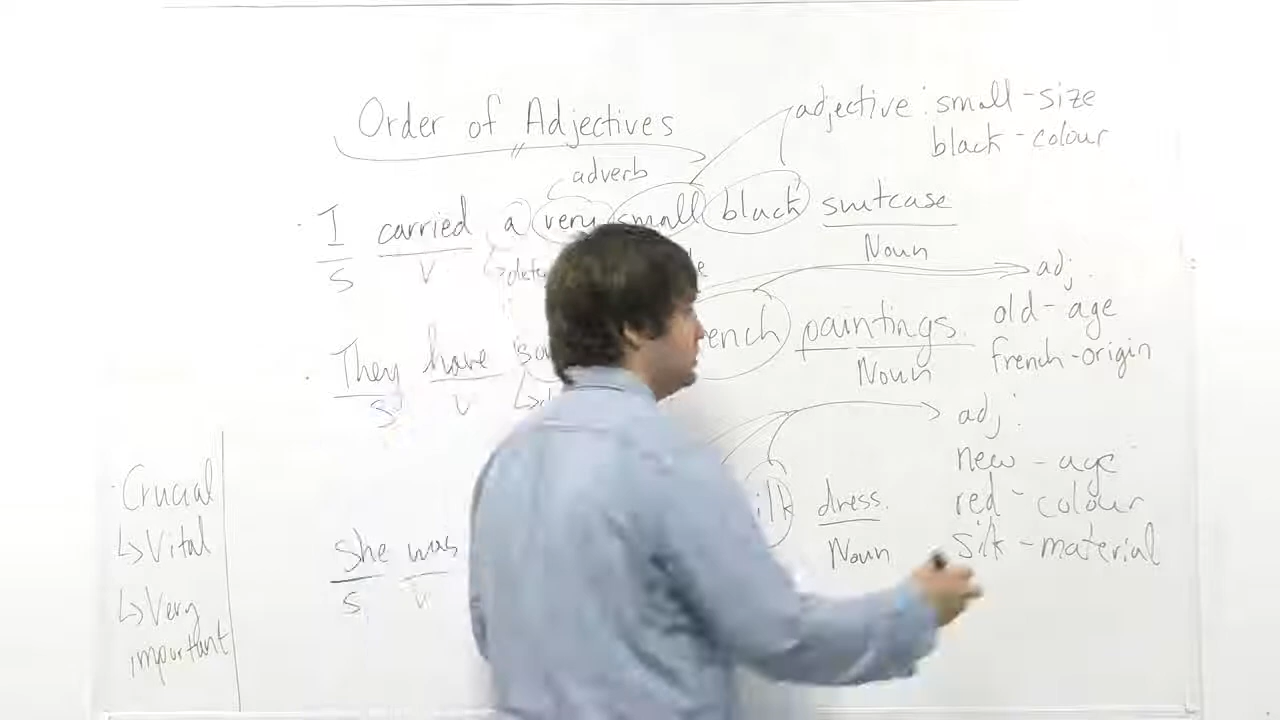 Order of Adjectives
adjective: small - size
black - colour
adverb
I carried a very small black suitcase
S V Noun
adj.
old - age
french - origin
They have paintings.
S V Noun
adj:
new - age
red - colour
silk - material
She was dress.
S V Noun
Crucial
↳ Vital
↳ Very
important